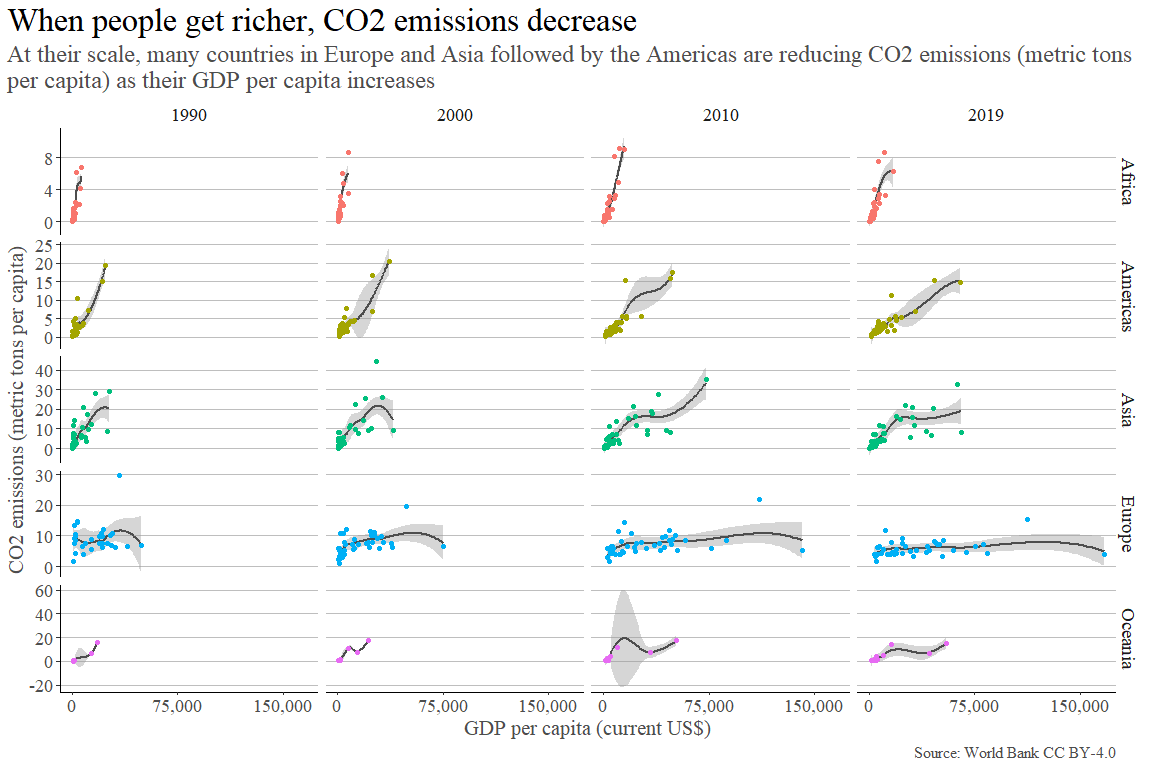 When people get richer, CO2 emissions decrease
At their scale, many countries in Europe and Asia followed by the Americas are reducing CO2 emissions (metric tons
per capita) as their GDP per capita increases
1990 2000 2010 2019
8
4
0
Africa
25
20
15
10
5
0
Americas
40
30
20
10
0
Asia
30
20
10
0
Europe
60
40
20
0
-20
Oceania
CO2 emissions (metric tons per capita)
0 75,000 150,000 0 75,000 150,000 0 75,000 150,000 0 75,000 150,000
GDP per capita (current US$)
Source: World Bank CC BY-4.0